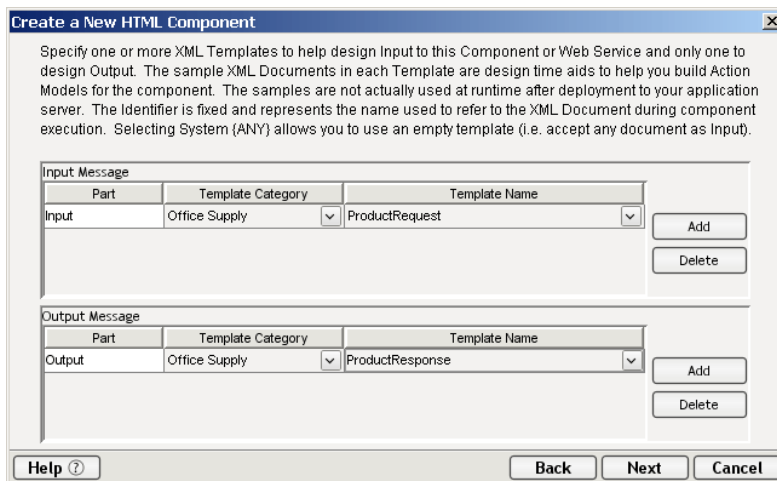 Create a New HTML Component
Specify one or more XML Templates to help design Input to this Component or Web Service and only one to
design Output. The sample XML Documents in each Template are design time aids to help you build Action
Models for the component. The samples are not actually used at runtime after deployment to your application
server. The Identifier is fixed and represents the name used to refer to the XML Document during component
execution. Selecting System {ANY} allows you to use an empty template (i.e. accept any document as Input).
Input Message
Part Template Category Template Name
Input Office Supply ProductRequest
Add
Delete
Output Message
Part Template Category Template Name
Output Office Supply ProductResponse
Add
Delete
Help ? Back Next Cancel